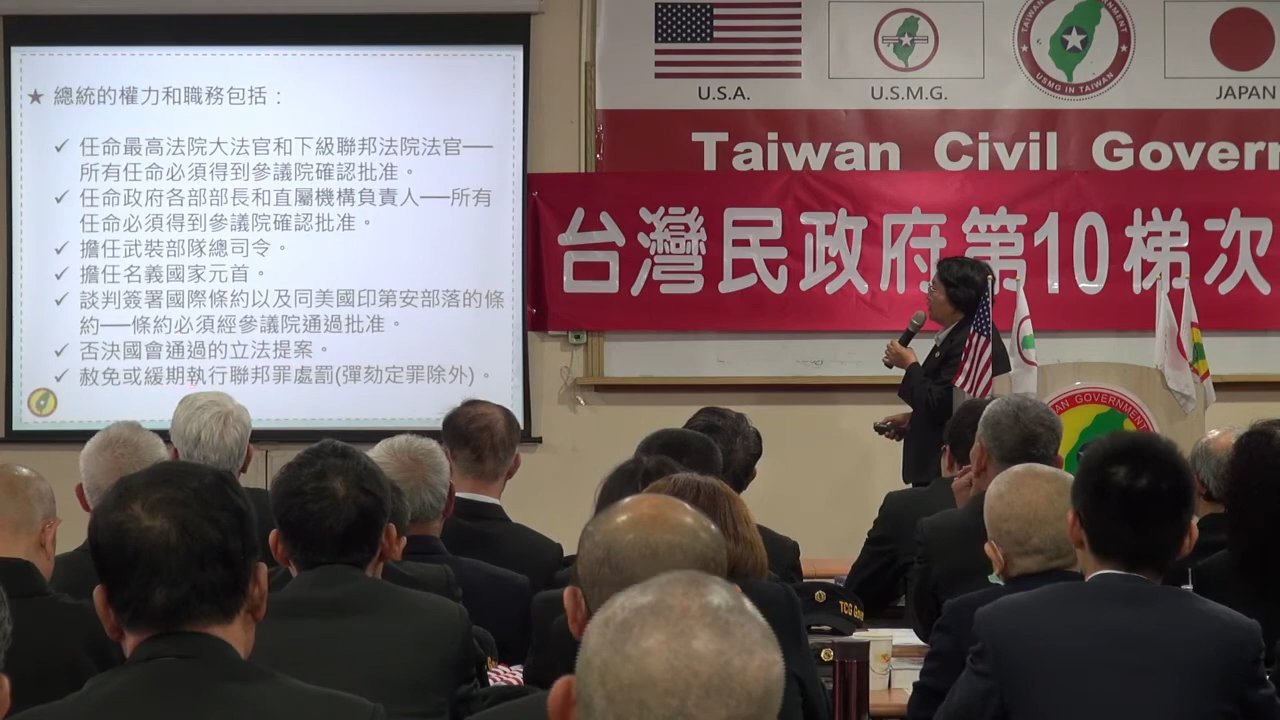 ★ 總統的權力和職務包括：
✓ 任命最高法院大法官和下級聯邦法院法官──
所有任命必須得到參議院確認批准。
✓ 任命政府各部部長和直屬機構負責人──所有
任命必須得到參議院確認批准。
✓ 擔任武裝部隊總司令。
✓ 擔任名義國家元首。
✓ 談判簽署國際條約以及同美國印第安部落的條
約──條約必須經參議院通過批准。
✓ 否決國會通過的立法提案。
✓ 赦免或緩期執行聯邦罪處罰(彈劾定罪除外)。
U.S.A.
U.S.M.G.
USMG IN TAIWAN
JAPAN
Taiwan Civil Govern
台灣民政府第10梯次
AN GOVERNMENT
TCG Gov